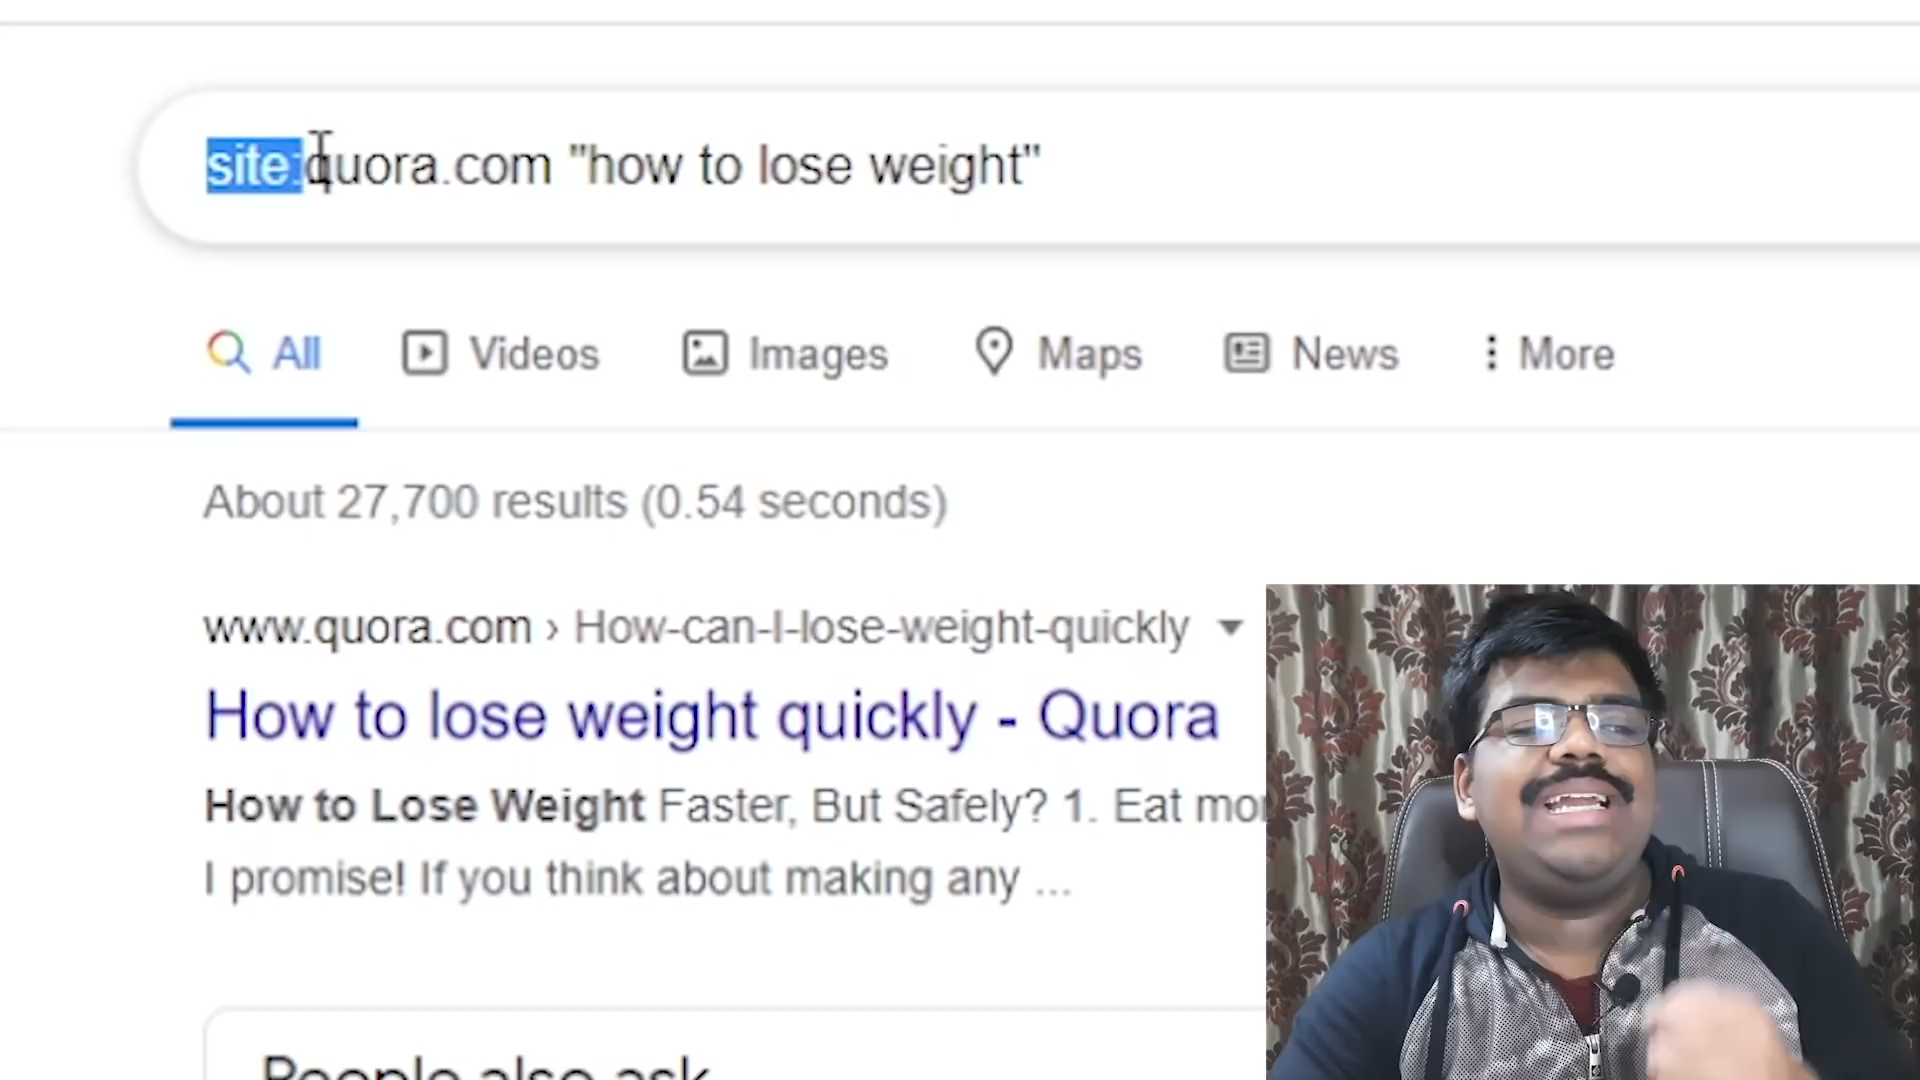 site:quora.com "how to lose weight"
All Videos Images Maps News More
About 27,700 results (0.54 seconds)
www.quora.com › How-can-I-lose-weight-quickly
How to lose weight quickly - Quora
How to Lose Weight Faster, But Safely? 1. Eat
I promise! If you think about making any ...
People also ask